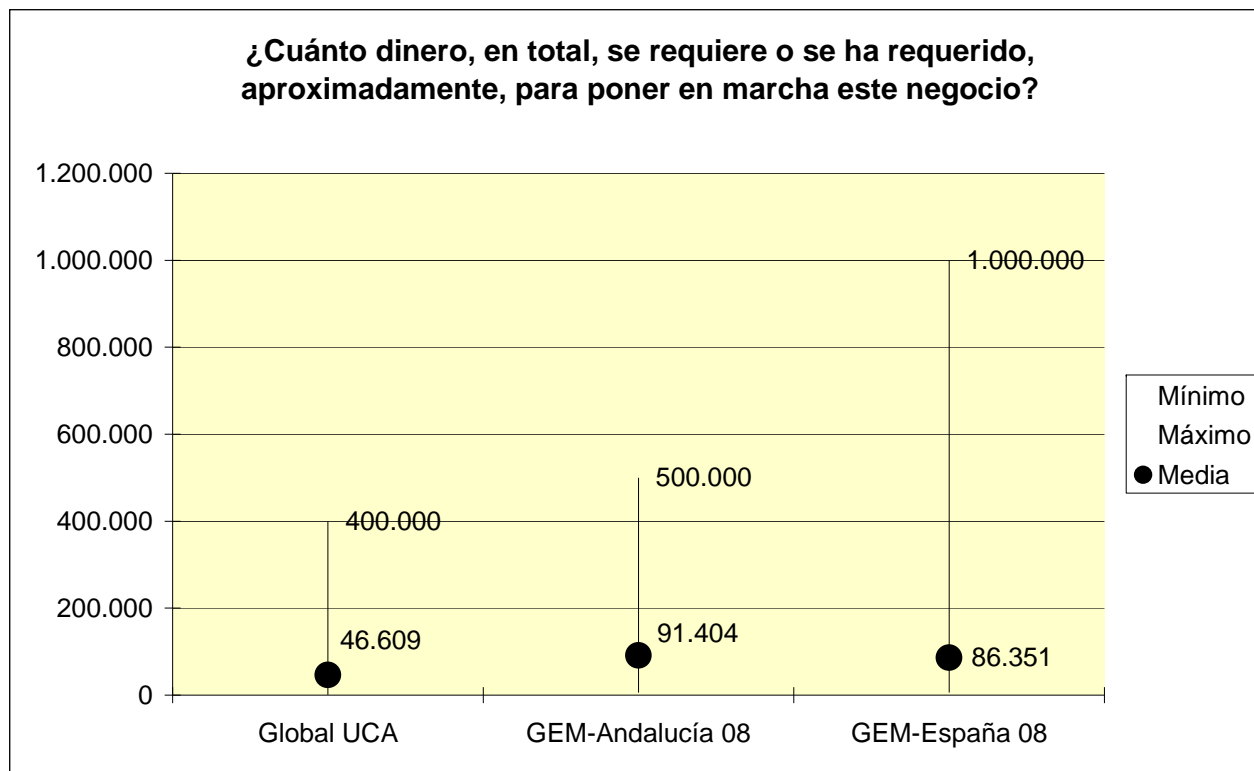 ¿Cuánto dinero, en total, se requiere o se ha requerido,
aproximadamente, para poner en marcha este negocio?
1.200.000
1.000.000
800.000
600.000
400.000
200.000
0
400.000
46.609
500.000
91.404
1.000.000
86.351
Global UCA
GEM-Andalucía 08
GEM-España 08
Mínimo
Máximo
Media